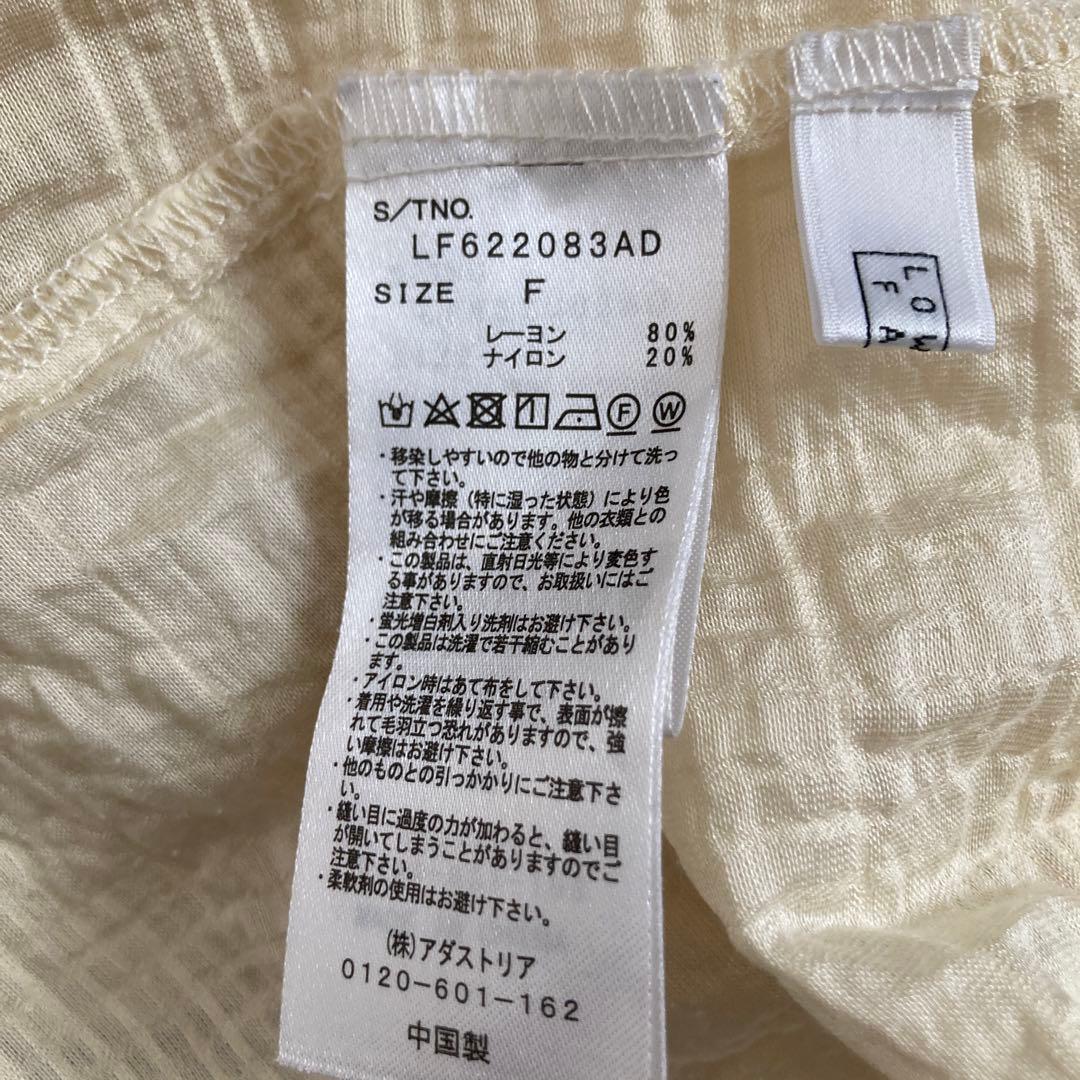 S/TNO.
LF622083AD
SIZE F
レーヨン 80%
ナイロン 20%
1
F
W
・移染しやすいので他の物と分けて洗っ
て下さい。
・汗や摩擦（特に湿った状態）により色
が移る場合があります。他の衣類との
組み合わせにご注意ください。
・この製品は、直射日光等により変色す
る事がありますので、お取扱いにはご
注意下さい。
・蛍光増白剤入り洗剤はお避け下さい。
・この製品は洗濯で若干縮むことがあり
ます。
・アイロン時はあて布をして下さい。
・着用や洗濯を繰り返す事で、表面が擦
れて毛羽立つ恐れがありますので、強
い摩擦はお避け下さい。
・他のものとの引っかかりにご注意下さ
い。
・縫い目に過度の力が加わると、縫い目
が開いてしまうことがありますのでご
注意下さい。
・柔軟剤の使用はお避け下さい。
(株)アダストリア
0120-601-162
中国製
LOW
FA